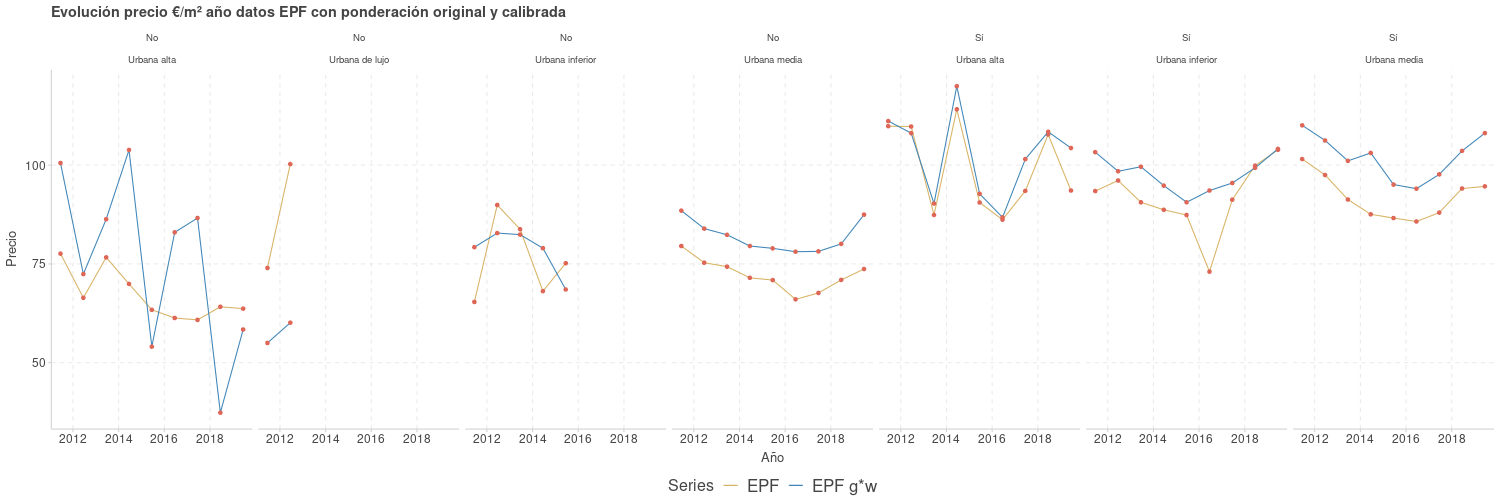 Evolución precio €/m² año datos EPF con ponderación original y calibrada
No No No No Sí Sí Sí
Urbana alta Urbana de lujo Urbana inferior Urbana media Urbana alta Urbana inferior Urbana media
100
75
50
Precio
2012 2014 2016 2018 2012 2014 2016 2018 2012 2014 2016 2018 2012 2014 2016 2018 2012 2014 2016 2018 2012 2014 2016 2018 2012 2014 2016 2018
Año
Series EPF EPF g*w